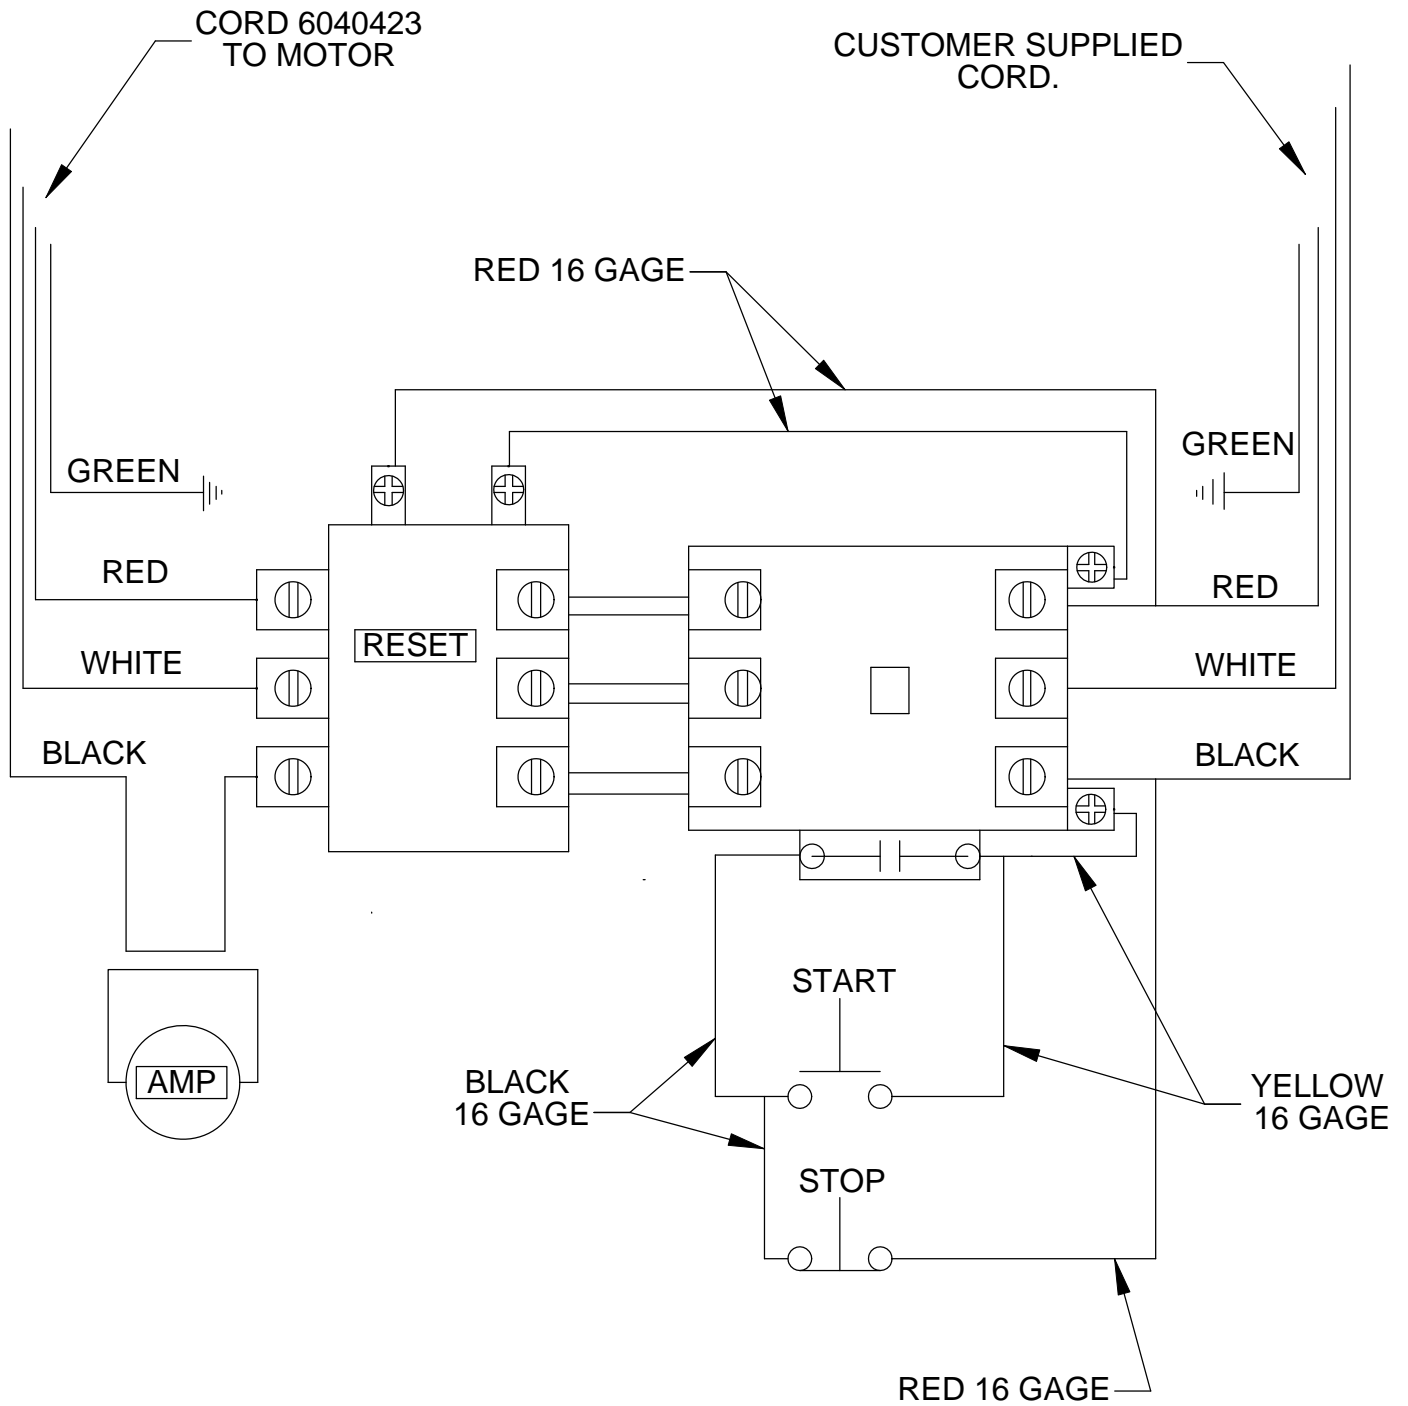 CORD 6040423
TO MOTOR
CUSTOMER SUPPLIED
CORD.
RED 16 GAGE
GREEN
GREEN
RED
RED
RESET
WHITE
WHITE
BLACK
BLACK
START
AMP
BLACK
16 GAGE
YELLOW
16 GAGE
STOP
RED 16 GAGE